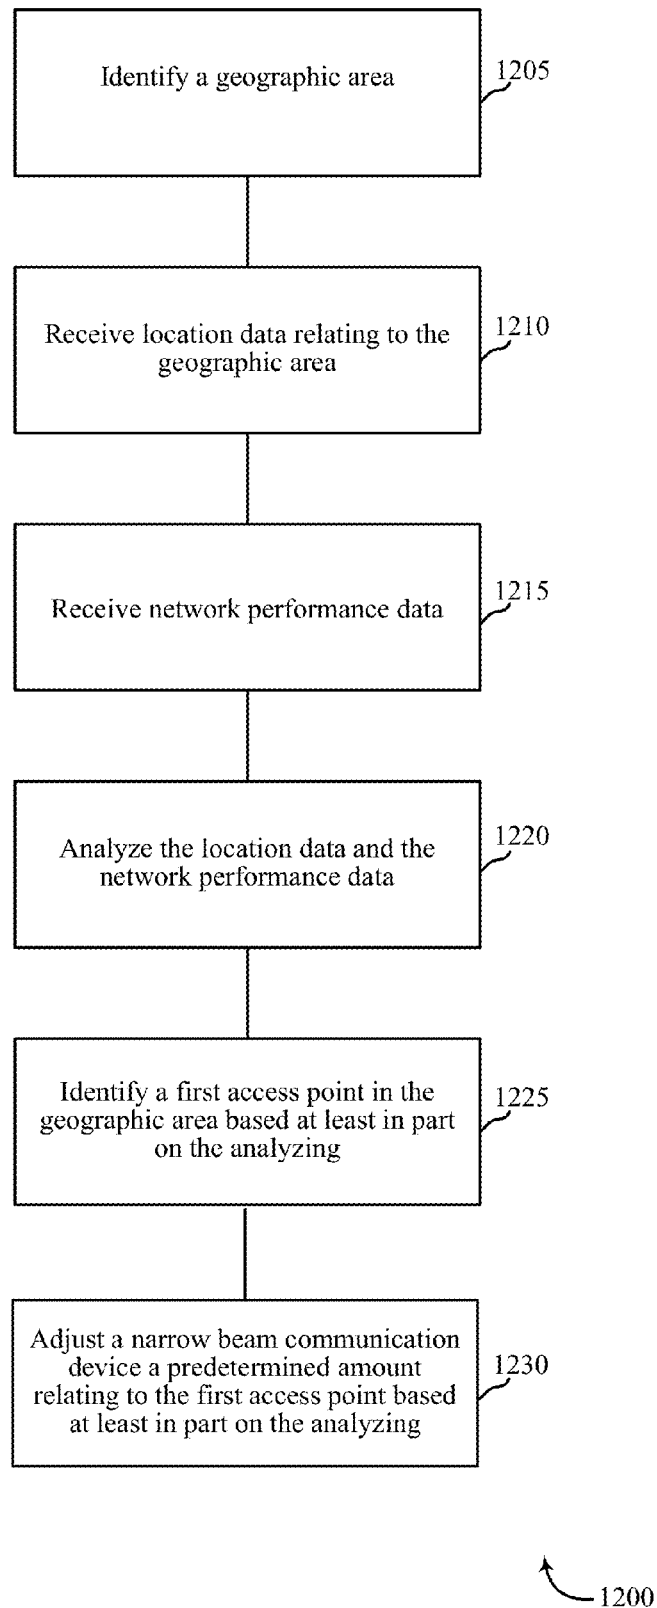 Identify a geographic area
1205
Receive location data relating to the
geographic area
1210
Receive network performance data
1215
Analyze the location data and the
network performance data
1220
Identify a first access point in the
geographic area based at least in part
on the analyzing
1225
Adjust a narrow beam communication
device a predetermined amount
relating to the first access point based
at least in part on the analyzing
1230
1200